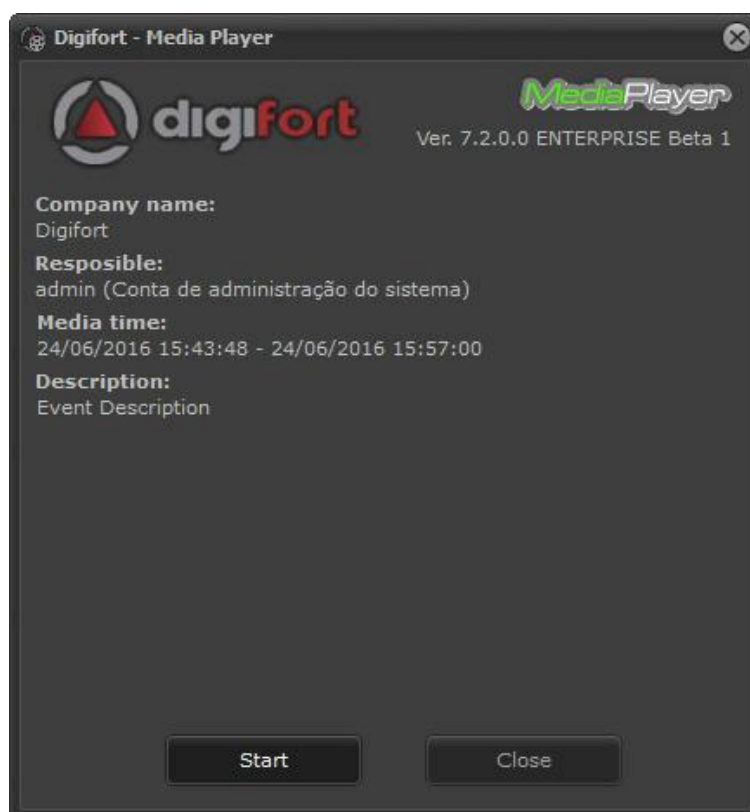 Digifort - Media Player
digifort
MediaPlayer
Ver. 7.2.0.0 ENTERPRISE Beta 1
Company name:
Digifort
Resposible:
admin (Conta de administração do sistema)
Media time:
24/06/2016 15:43:48 - 24/06/2016 15:57:00
Description:
Event Description
Start
Close